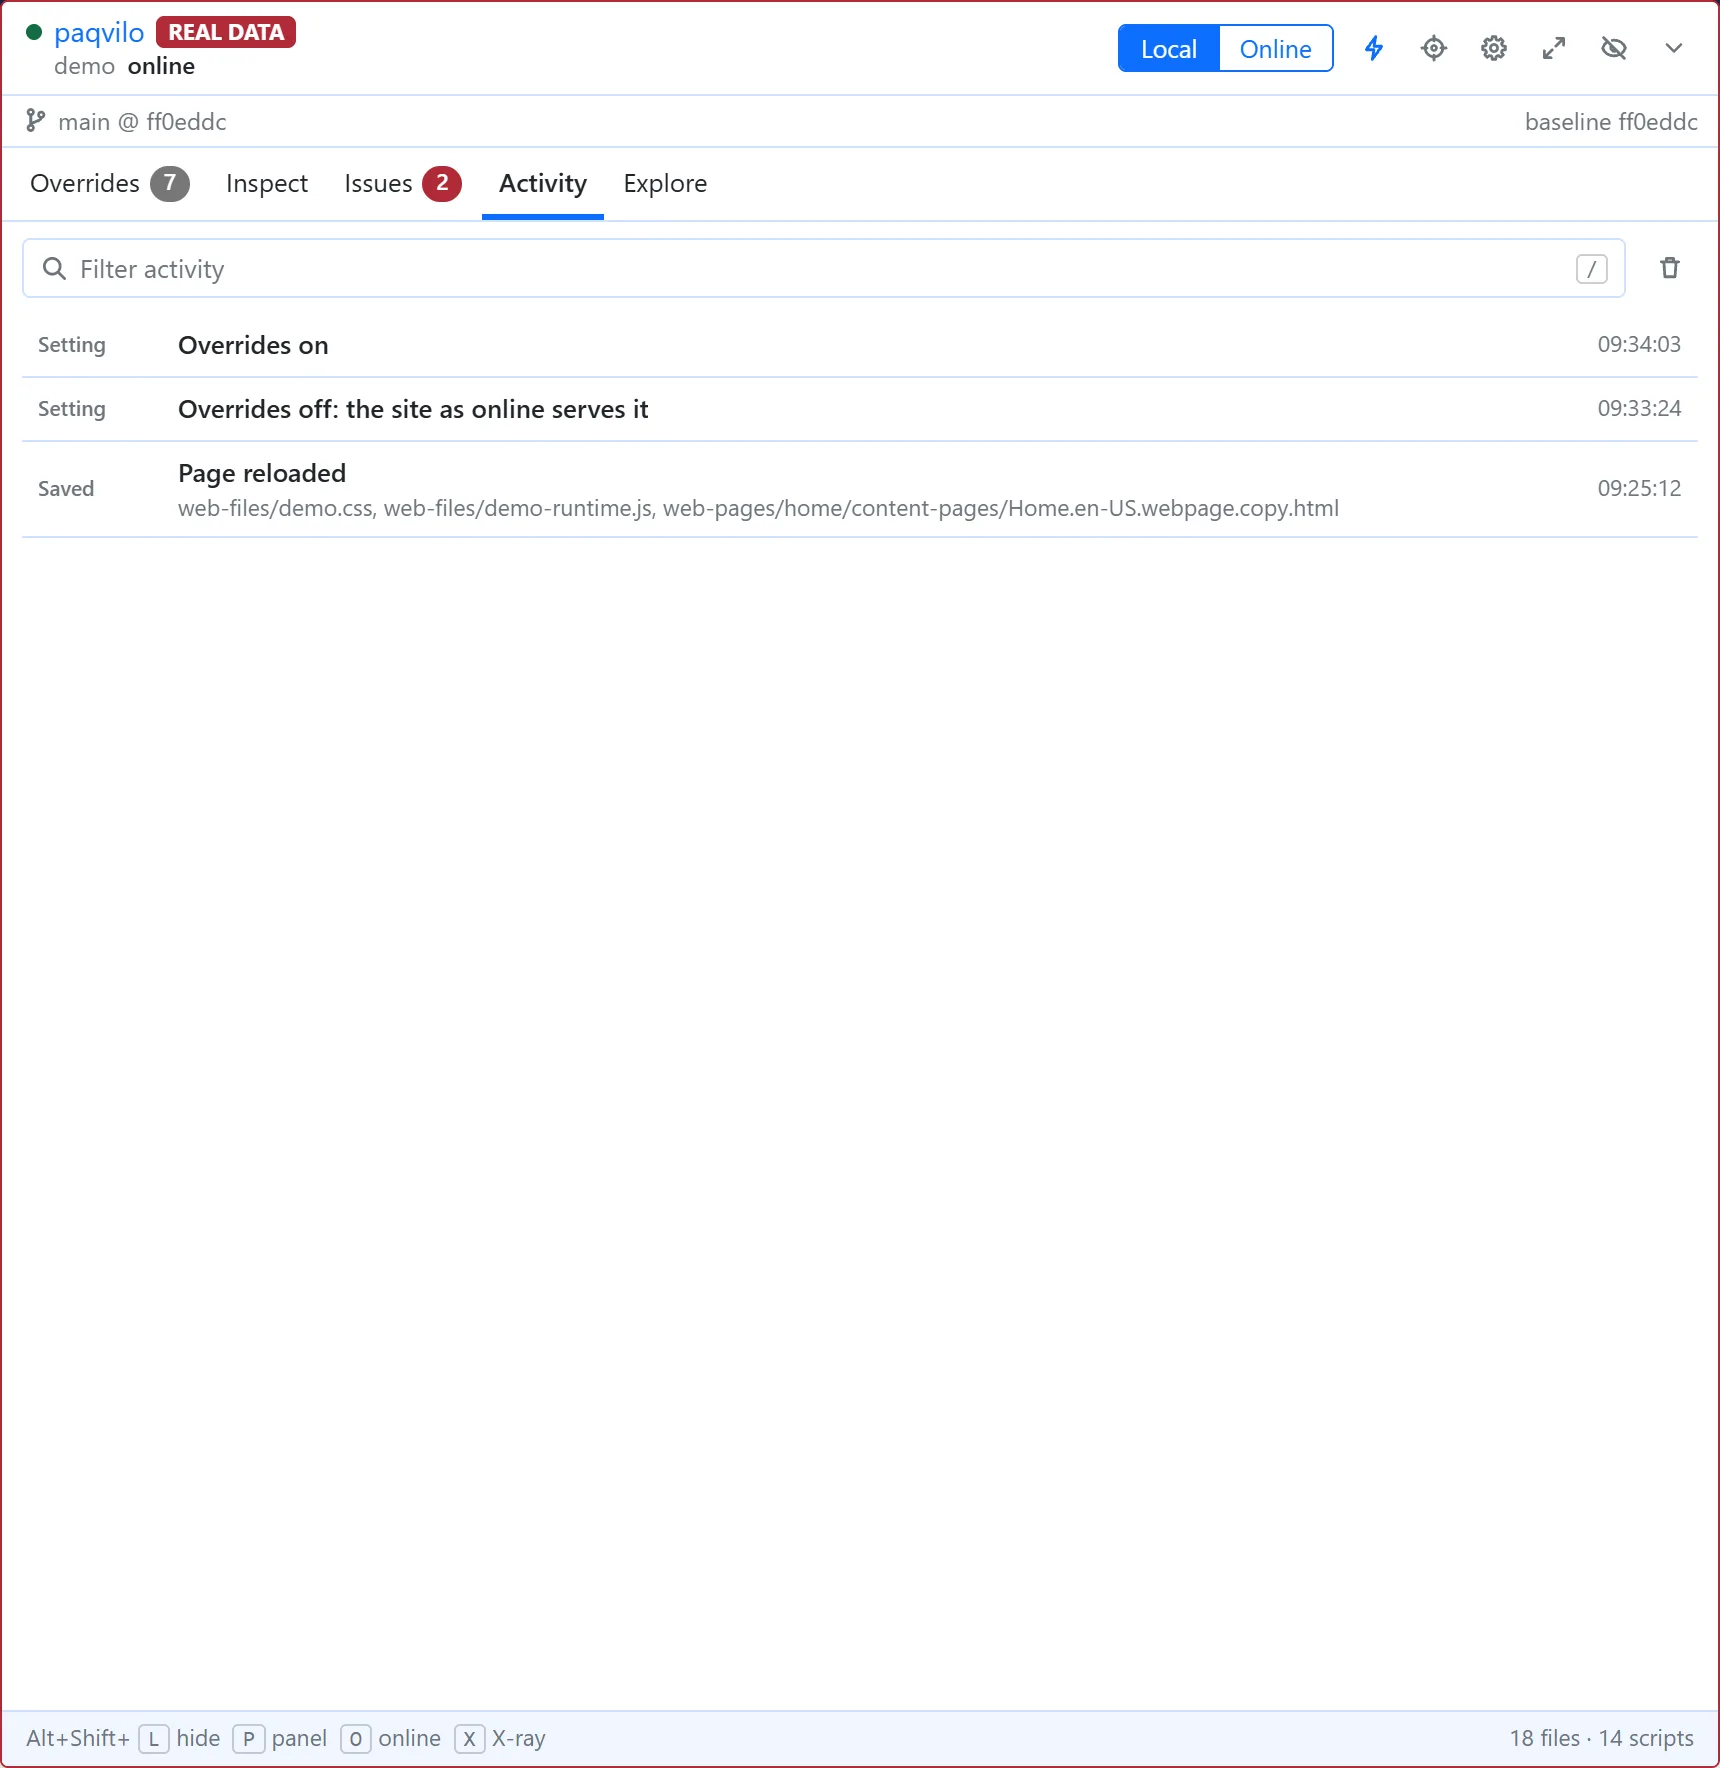 paqvilo REAL DATA
demo online
Local Online
main @ ff0eddc
baseline ff0eddc
Overrides 7 Inspect Issues 2 Activity Explore
Filter activity /
Setting Overrides on 09:34:03
Setting Overrides off: the site as online serves it 09:33:24
Saved Page reloaded 09:25:12
web-files/demo.css, web-files/demo-runtime.js, web-pages/home/content-pages/Home.en-US.webpage.copy.html
Alt+Shift+ L hide P panel O online X X-ray
18 files · 14 scripts